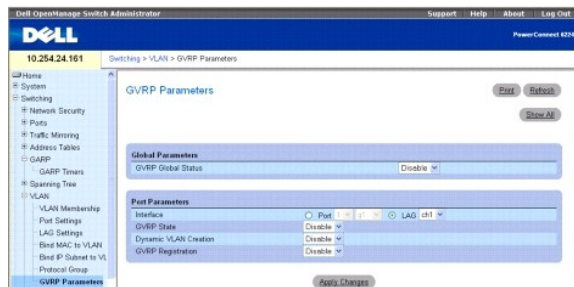 Dell OpenManage Switch Administrator Support Help About Log Out
DELL
PowerConnect 6224
10.254.24.161
Switching > VLAN > GVRP Parameters
Home
System
Switching
Network Security
Ports
Traffic Mirroring
Address Tables
GARP
GARP Timers
Spanning Tree
VLAN
VLAN Membership
Port Settings
LAG Settings
Bind MAC to VLAN
Bind IP Subnet to VL
Protocol Group
GVRP Parameters
GVRP Parameters
Print Refresh
Show All
Global Parameters
GVRP Global Status Disable
Port Parameters
Interface Port 1 g1 LAG ch1
GVRP State Disable
Dynamic VLAN Creation Disable
GVRP Registration Disable
Apply Changes